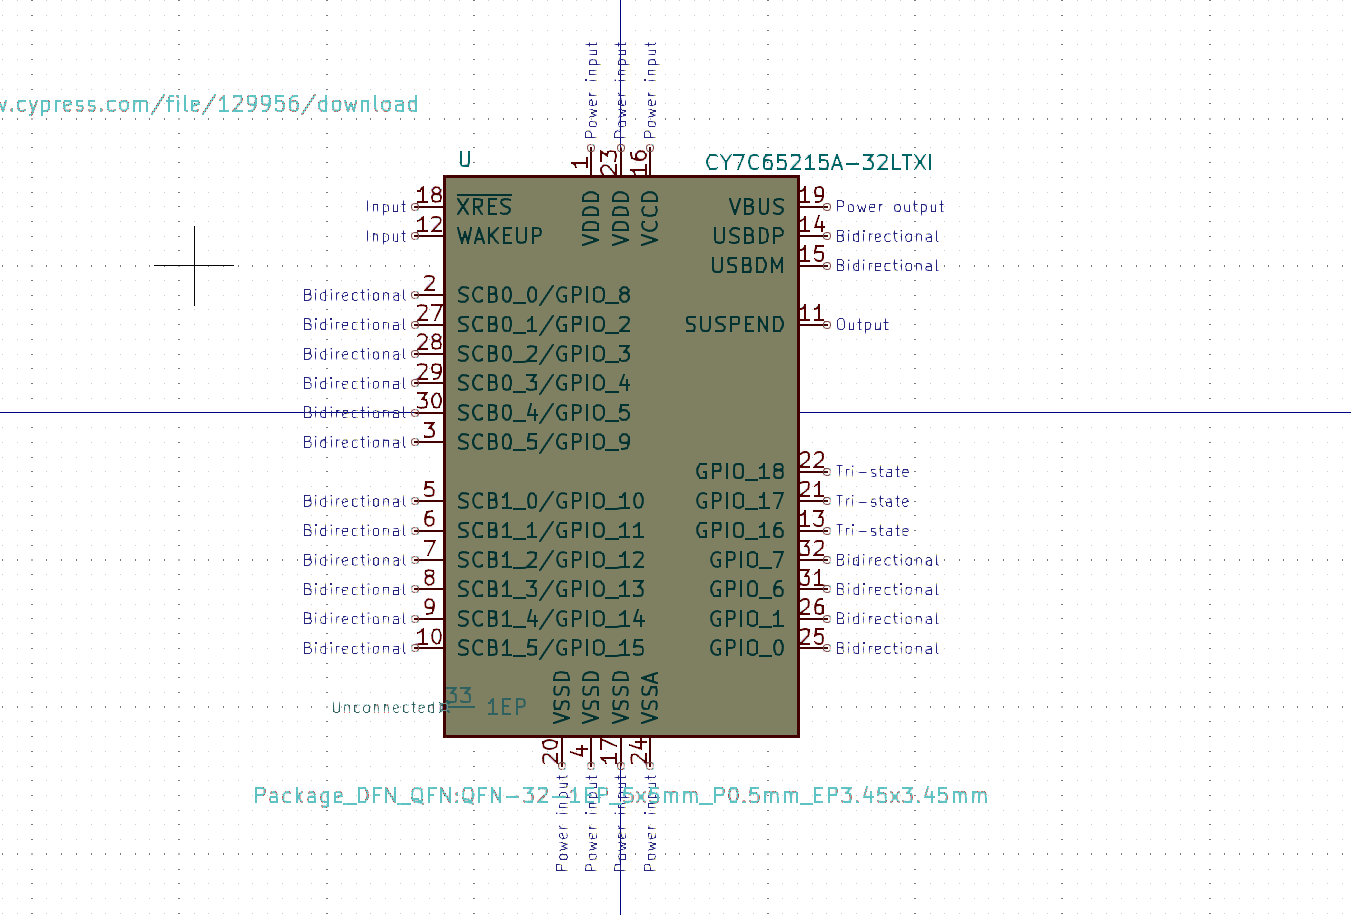 Power input Power input Power input
w.cypress.com/file/129956/download
U CY7C65215A-32LTXI
1 23 16
VDDD VDDD VCCD
Input 18 XRES VBUS 19 Power output
Input 12 WAKEUP USBDP 14 Bidirectional
USBDM 15 Bidirectional
Bidirectional 2 SCB0_0/GPIO_8
Bidirectional 27 SCB0_1/GPIO_2 SUSPEND 11 Output
Bidirectional 28 SCB0_2/GPIO_3
Bidirectional 29 SCB0_3/GPIO_4
Bidirectional 30 SCB0_4/GPIO_5
Bidirectional 3 SCB0_5/GPIO_9
GPIO_18 22 Tri-state
Bidirectional 5 SCB1_0/GPIO_10 GPIO_17 21 Tri-state
Bidirectional 6 SCB1_1/GPIO_11 GPIO_16 13 Tri-state
Bidirectional 7 SCB1_2/GPIO_12 GPIO_7 32 Bidirectional
Bidirectional 8 SCB1_3/GPIO_13 GPIO_6 31 Bidirectional
Bidirectional 9 SCB1_4/GPIO_14 GPIO_1 26 Bidirectional
Bidirectional 10 SCB1_5/GPIO_15 GPIO_0 25 Bidirectional
Unconnected 33 1EP
VSSD VSSD VSSD VSSA
20 4 17 24
Package_DFN_QFN:QFN-32-1EP_5x5mm_P0.5mm_EP3.45x3.45mm
Power input Power input Power input Power input